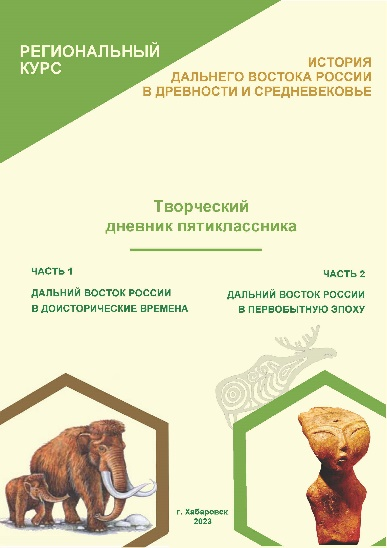 РЕГИОНАЛЬНЫЙ
КУРС
ИСТОРИЯ
ДАЛЬНЕГО ВОСТОКА РОССИИ
В ДРЕВНОСТИ И СРЕДНЕВЕКОВЬЕ
Творческий
дневник пятиклассника
ЧАСТЬ 1
ДАЛЬНИЙ ВОСТОК РОССИИ
В ДОИСТОРИЧЕСКИЕ ВРЕМЕНА
ЧАСТЬ 2
ДАЛЬНИЙ ВОСТОК РОССИИ
В ПЕРВОБЫТНУЮ ЭПОХУ
г. Хабаровск
2023